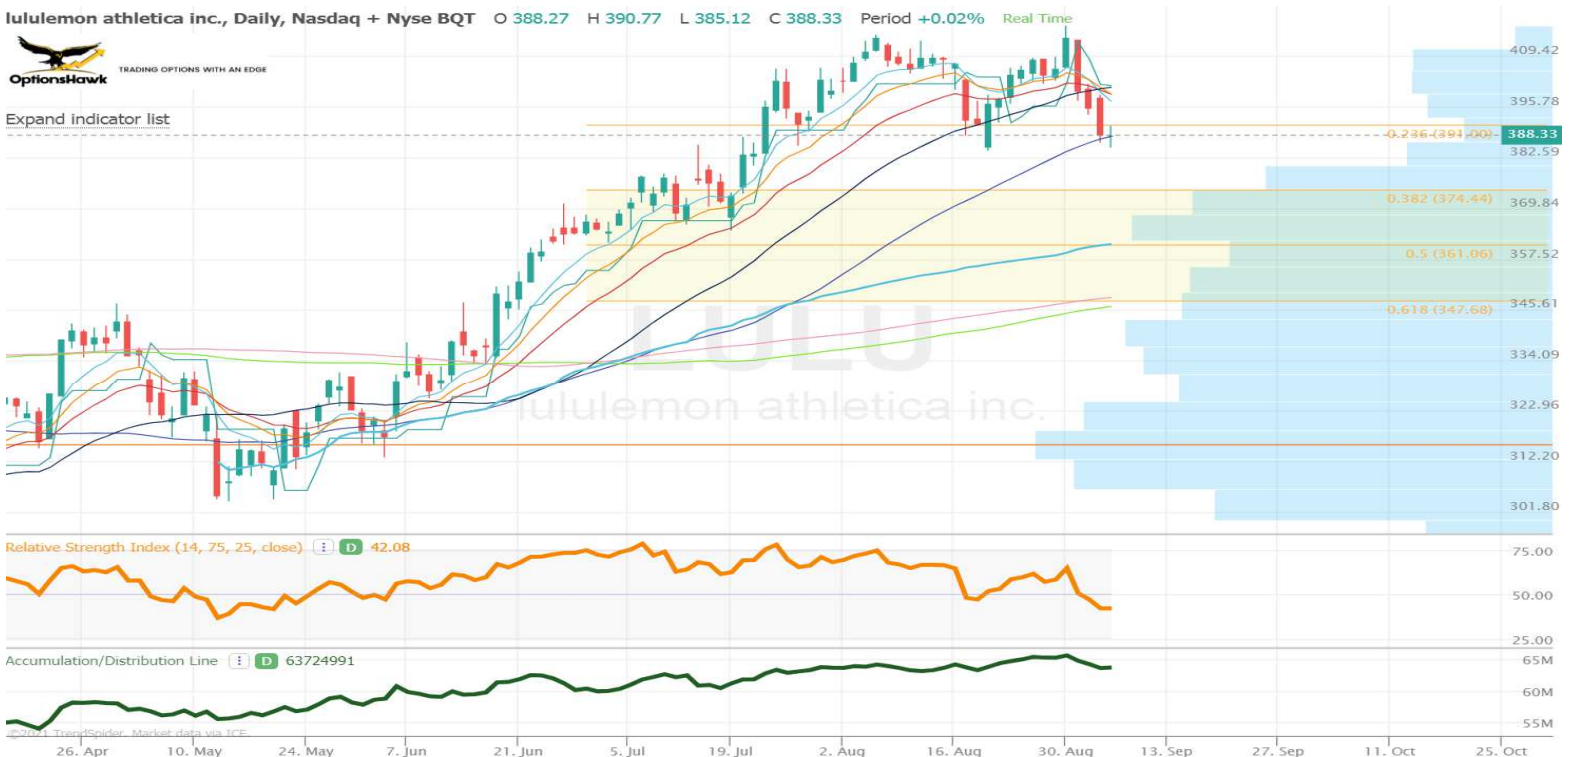 lululemon athletica inc., Daily, Nasdaq + Nyse BQT O 388.27 H 390.77 L 385.12 C 388.33 Period +0.02% Real Time
OptionsHawk
TRADING OPTIONS WITH AN EDGE
Expand indicator list
409.42
395.78
0.236 (391.00)
388.33
382.59
0.382 (374.44)
369.84
0.5 (361.06)
357.52
345.61
0.618 (347.68)
LULU
334.09
lululemon athletica inc.
322.96
312.20
301.80
Relative Strength Index (14, 75, 25, close) D 42.08
75.00
50.00
25.00
Accumulation/Distribution Line D 63724991
65M
60M
55M
©2021 TrendSpider. Market data via ICE.
26. Apr 10. May 24. May 7. Jun 21. Jun 5. Jul 19. Jul 2. Aug 16. Aug 30. Aug 13. Sep 27. Sep 11. Oct 25. Oct